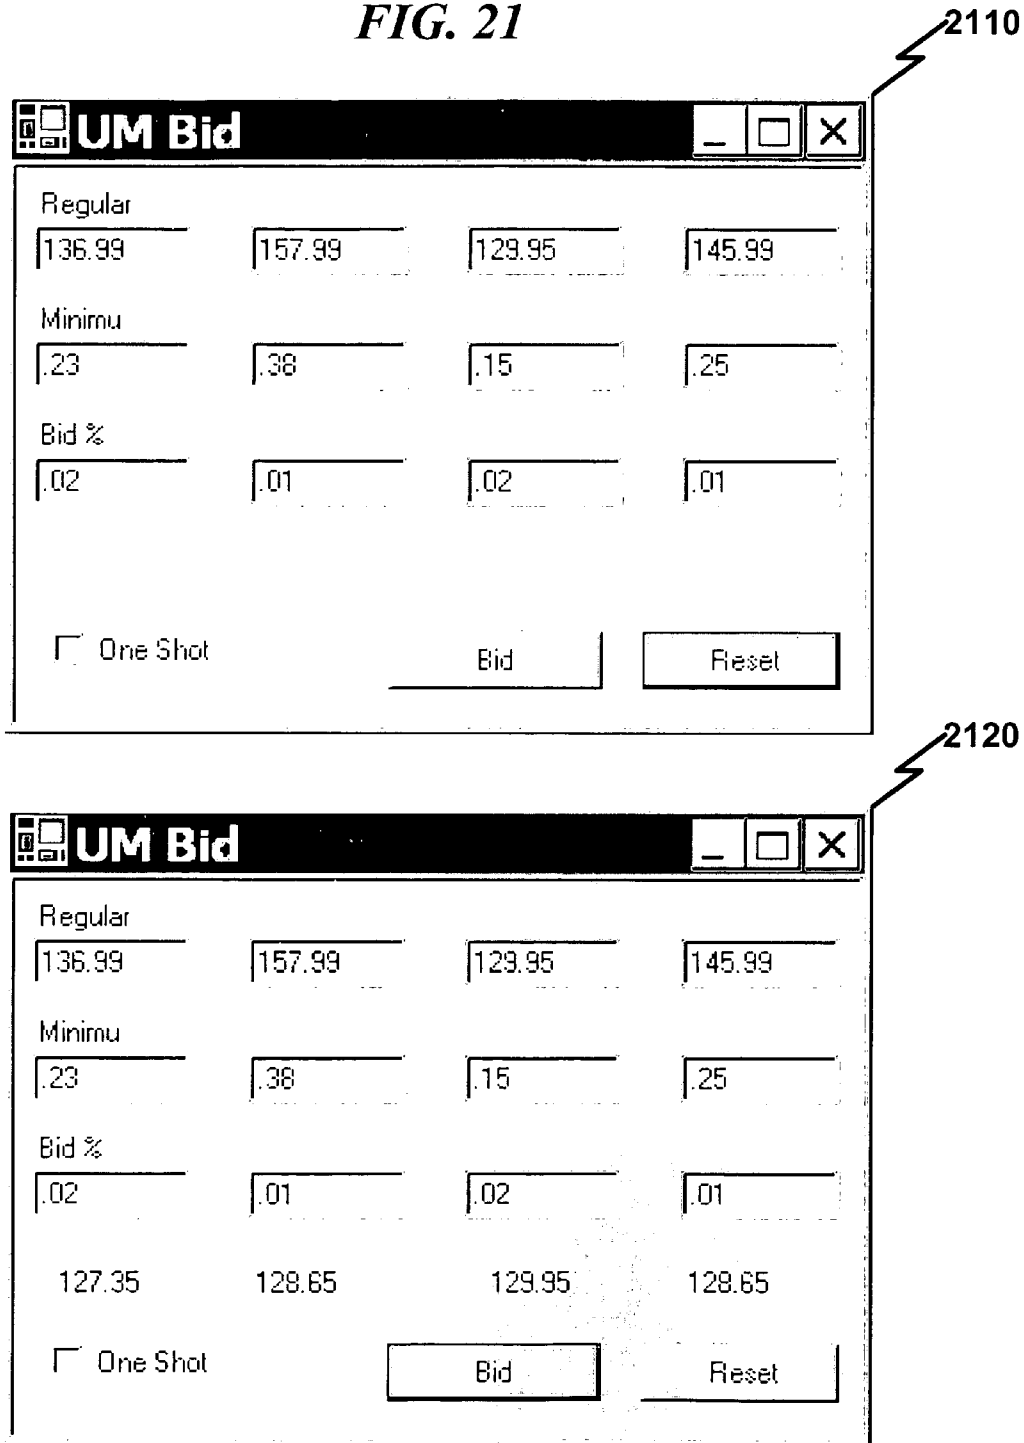 FIG. 21
2110
UM Bid
Regular
136.99 157.99 129.95 145.99
Minimu
.23 .38 .15 .25
Bid %
.02 .01 .02 .01
One Shot Bid Reset
2120
UM Bid
Regular
136.99 157.99 129.95 145.99
Minimu
.23 .38 .15 .25
Bid %
.02 .01 .02 .01
127.35 128.65 129.95 128.65
One Shot Bid Reset